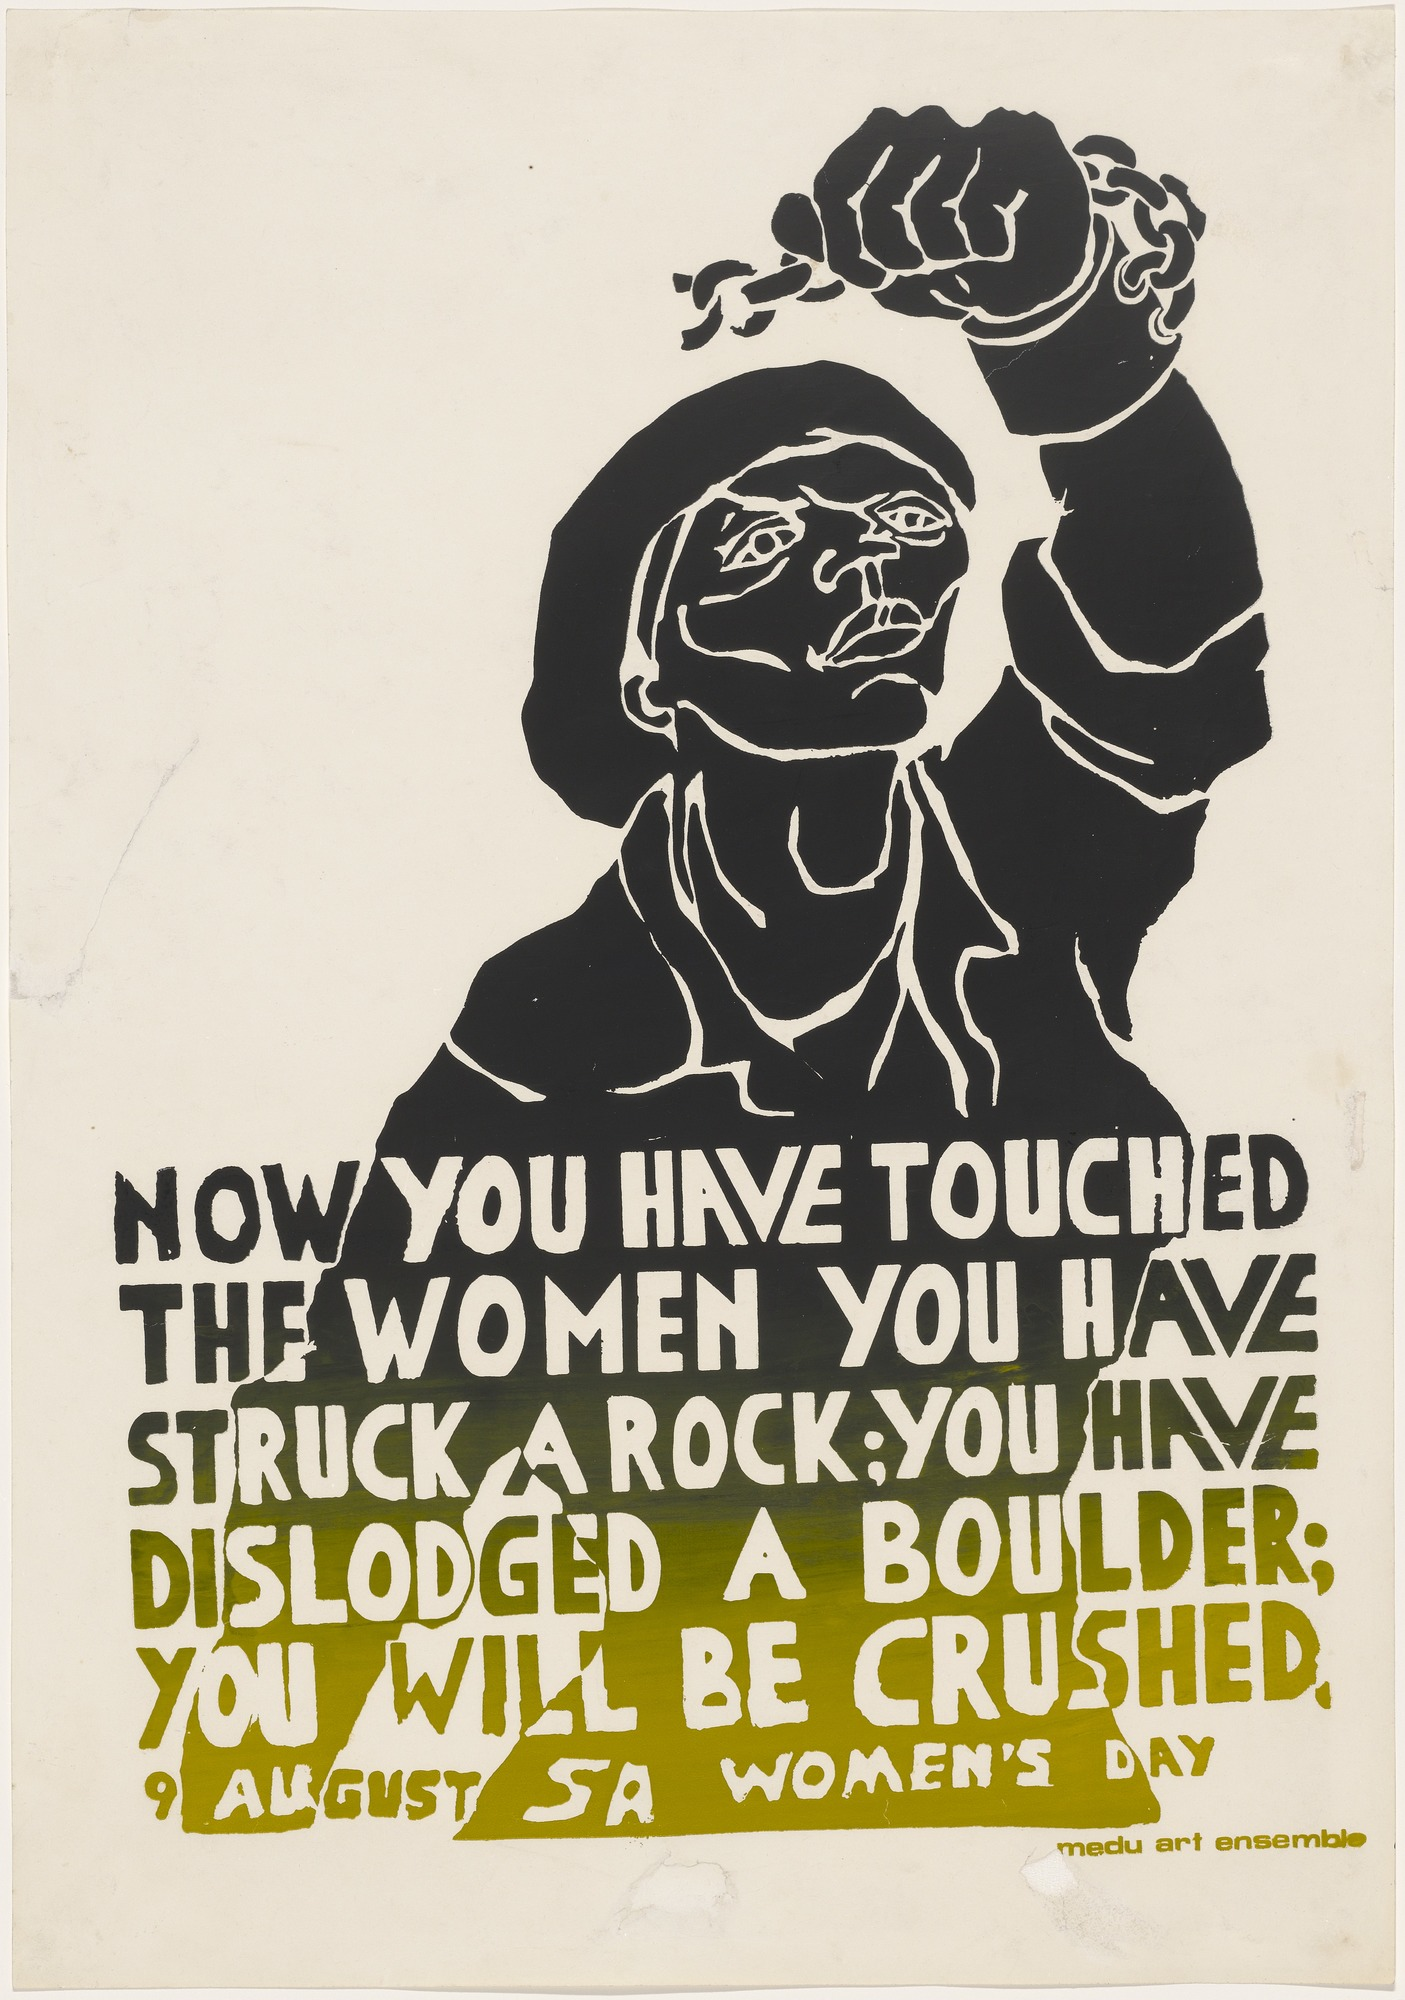 NOW YOU HAVE TOUCHED
THE WOMEN YOU HAVE
STRUCK A ROCK; YOU HAVE
DISLODGED A BOULDER;
YOU WILL BE CRUSHED.
9 AUGUST SA WOMEN'S DAY
medu art ensemble